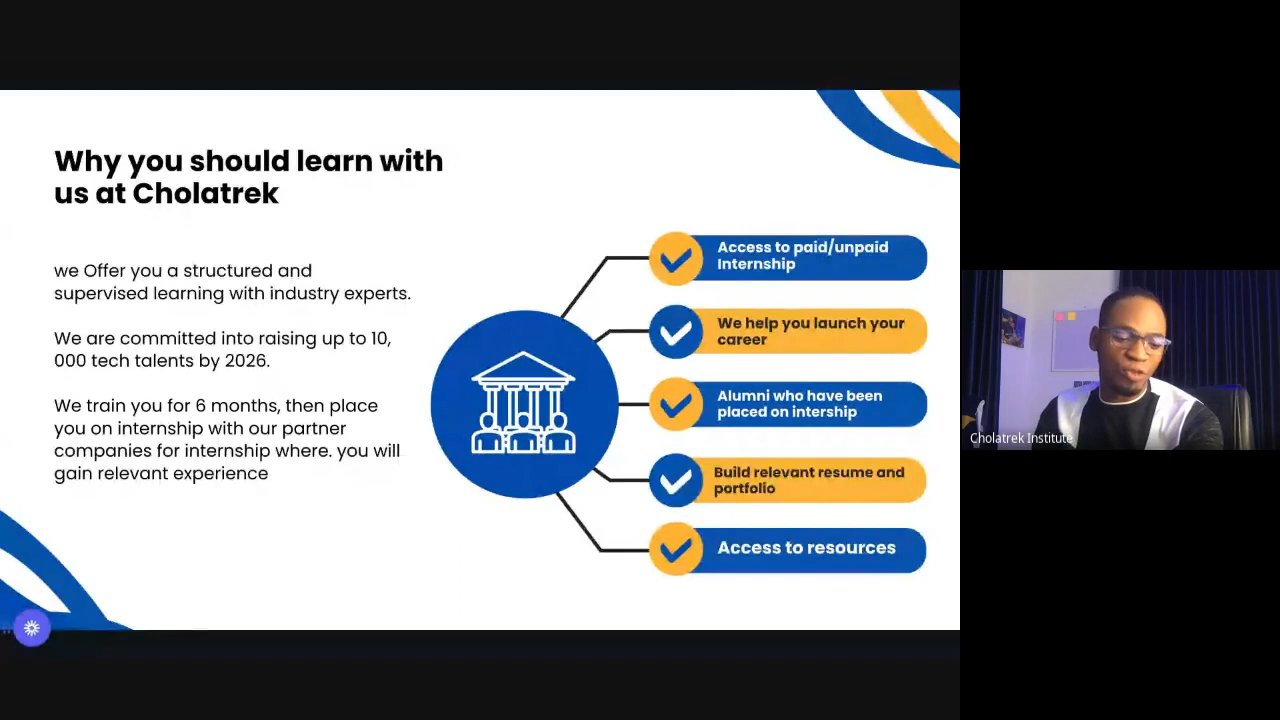 Why you should learn with
us at Cholatrek
we Offer you a structured and
supervised learning with industry experts.
We are committed into raising up to 10,
000 tech talents by 2026.
We train you for 6 months, then place
you on internship with our partner
companies for internship where. you will
gain relevant experience
Access to paid/unpaid
Internship
We help you launch your
career
Alumni who have been
placed on intership
Build relevant resume and
portfolio
Access to resources
Cholatrek Institute